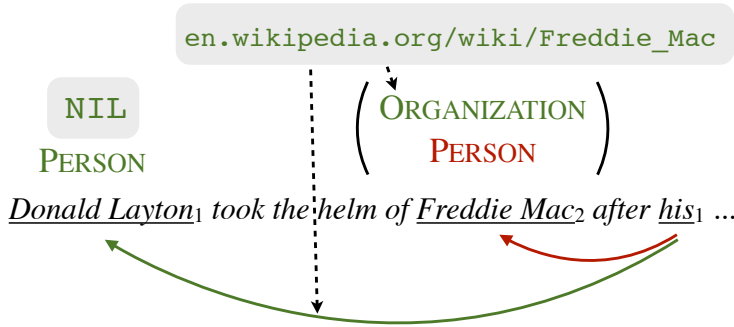 en.wikipedia.org/wiki/Freddie_Mac
NIL
ORGANIZATION
PERSON
PERSON
Donald Layton1 took the helm of Freddie Mac2 after his1 ...